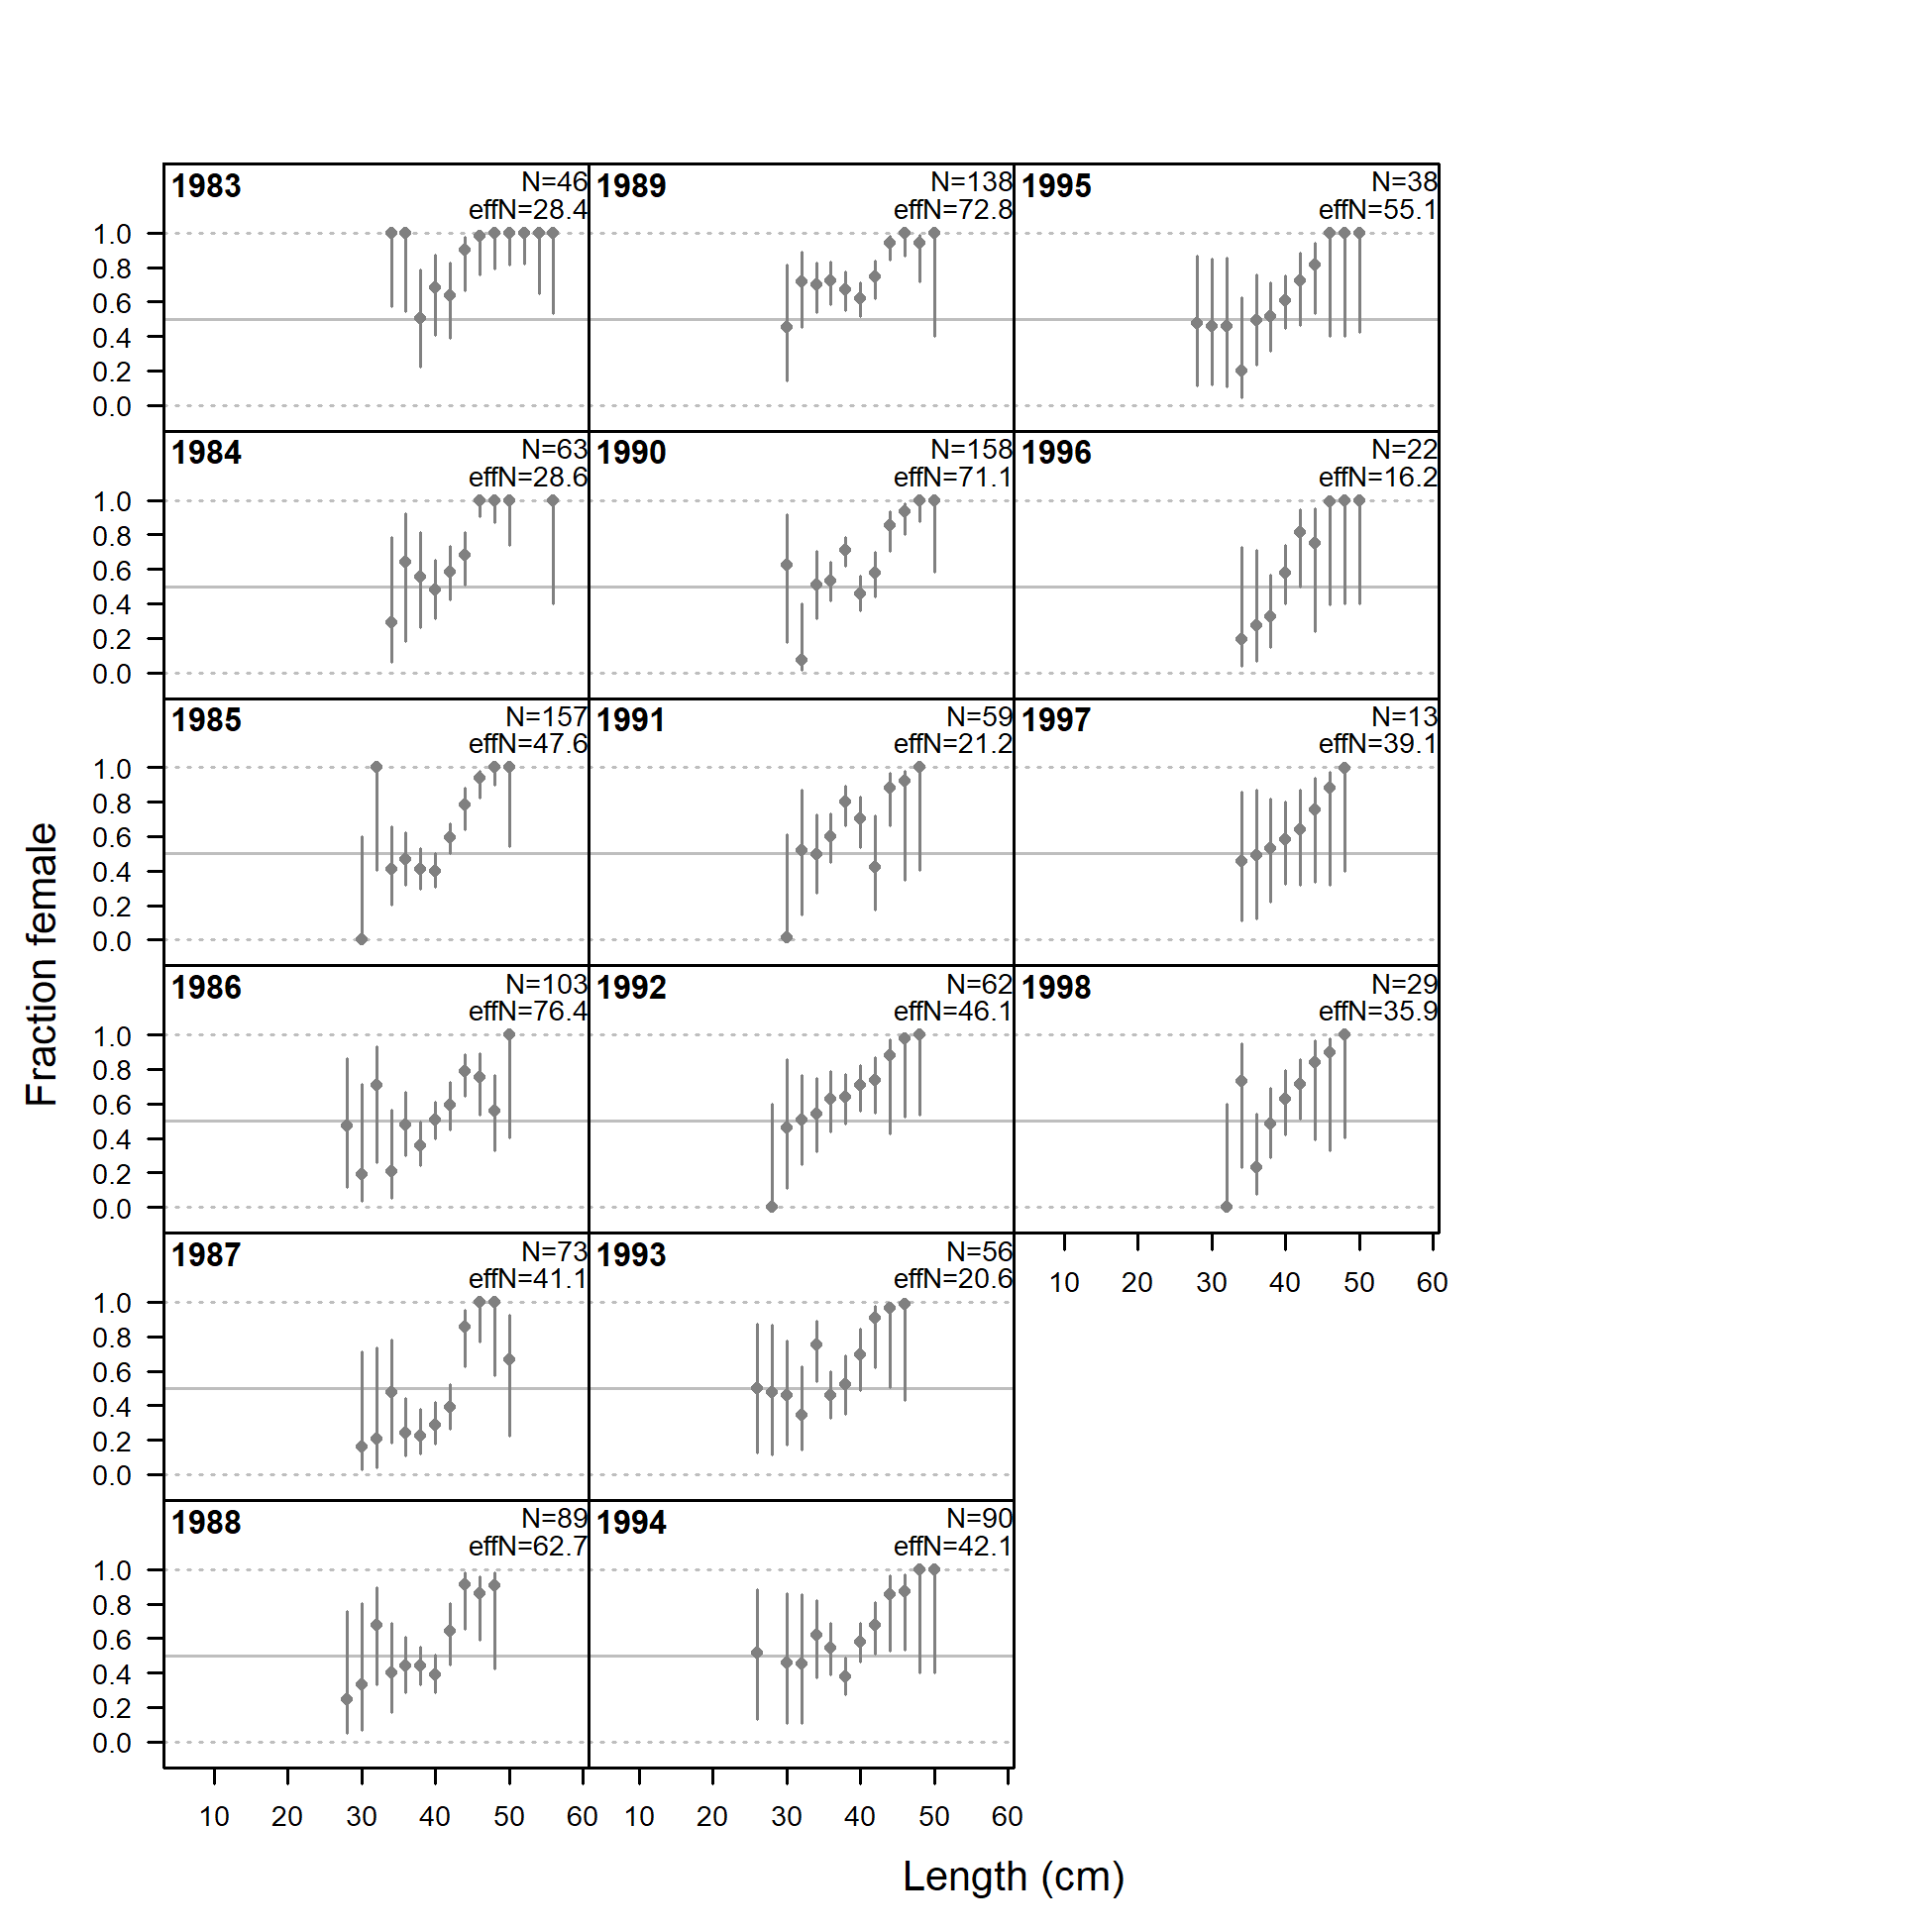 Fraction female
1983
N=46
effN=28.4
1.0
0.8
0.6
0.4
0.2
0.0
1989
N=138
effN=72.8
1995
N=38
effN=55.1
1984
N=63
effN=28.6
1.0
0.8
0.6
0.4
0.2
0.0
1990
N=158
effN=71.1
1996
N=22
effN=16.2
1985
N=157
effN=47.6
1.0
0.8
0.6
0.4
0.2
0.0
1991
N=59
effN=21.2
1997
N=13
effN=39.1
1986
N=103
effN=76.4
1.0
0.8
0.6
0.4
0.2
0.0
1992
N=62
effN=46.1
1998
N=29
effN=35.9
10 20 30 40 50 60
1987
N=73
effN=41.1
1.0
0.8
0.6
0.4
0.2
0.0
1993
N=56
effN=20.6
1988
N=89
effN=62.7
1.0
0.8
0.6
0.4
0.2
0.0
1994
N=90
effN=42.1
10 20 30 40 50 60
10 20 30 40 50 60
Length (cm)